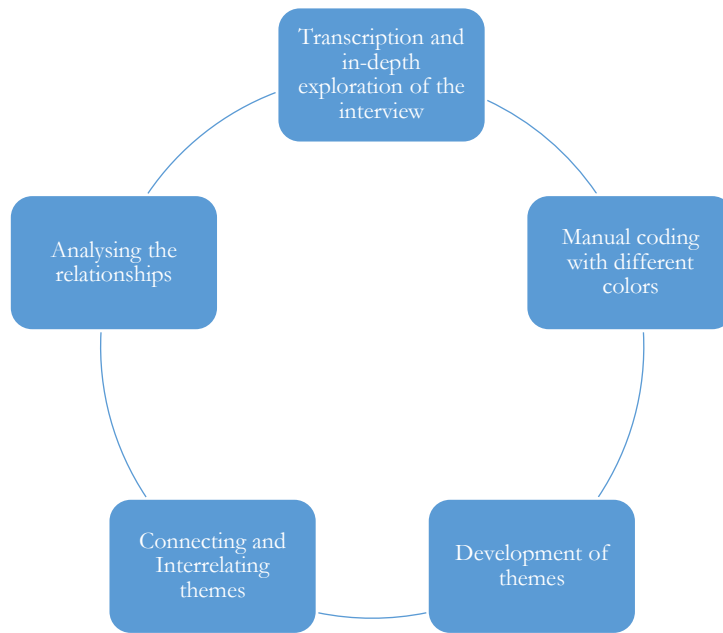 Transcription and
in-depth
exploration of the
interview
Manual coding
with different
colors
Development of
themes
Connecting and
Interrelating
themes
Analysing the
relationships